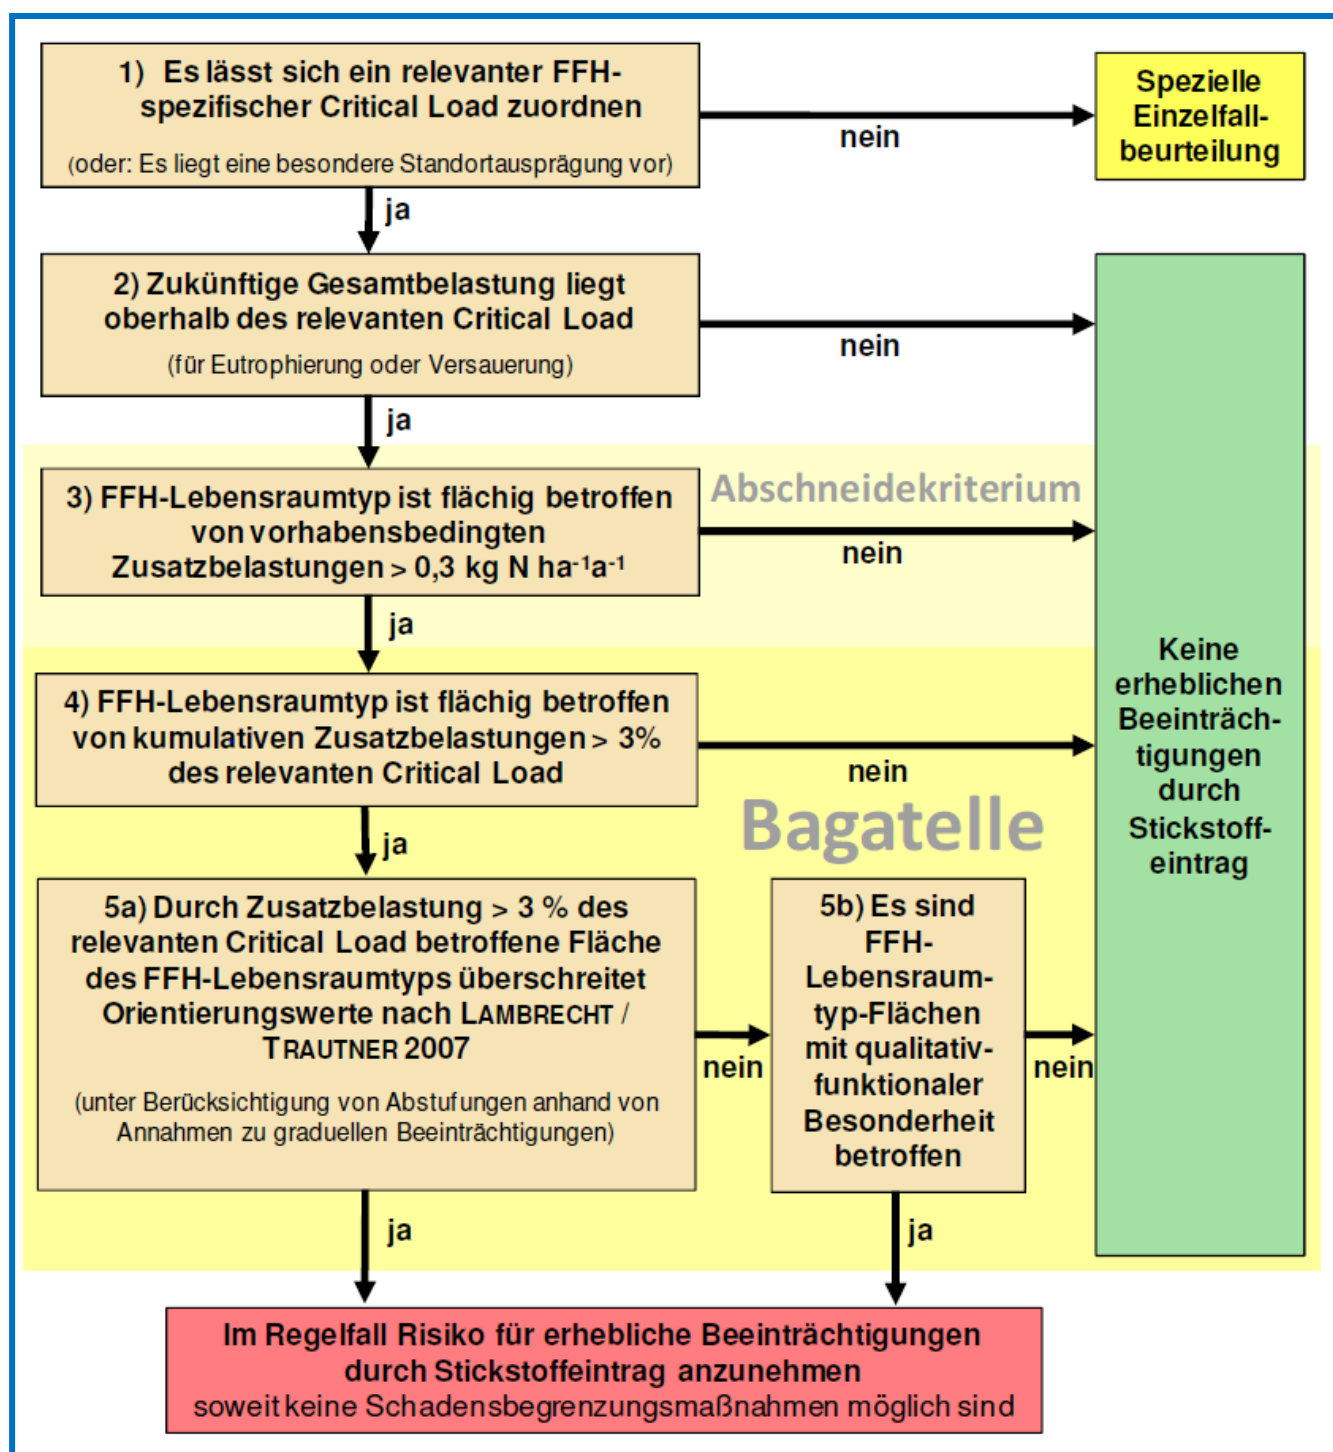 1) Es lässt sich ein relevanter FFH-
spezifischer Critical Load zuordnen
(oder: Es liegt eine besondere Standortausprägung vor)
nein
Spezielle
Einzelfall-
beurteilung
ja
2) Zukünftige Gesamtbelastung liegt
oberhalb des relevanten Critical Load
(für Eutrophierung oder Versauerung)
nein
ja
3) FFH-Lebensraumtyp ist flächig betroffen
von vorhabensbedingten
Zusatzbelastungen > 0,3 kg N ha⁻¹a⁻¹
Abschneidekriterium
nein
ja
4) FFH-Lebensraumtyp ist flächig betroffen
von kumulativen Zusatzbelastungen > 3%
des relevanten Critical Load
nein
Bagatelle
ja
5a) Durch Zusatzbelastung > 3 % des
relevanten Critical Load betroffene Fläche
des FFH-Lebensraumtyps überschreitet
Orientierungswerte nach LAMBRECHT /
TRAUTNER 2007
(unter Berücksichtigung von Abstufungen anhand von
Annahmen zu graduellen Beeinträchtigungen)
nein
5b) Es sind
FFH-
Lebensraum-
typ-Flächen
mit qualitativ-
funktionaler
Besonderheit
betroffen
nein
Keine
erheblichen
Beeinträch-
tigungen
durch
Stickstoff-
eintrag
ja
ja
Im Regelfall Risiko für erhebliche Beeinträchtigungen
durch Stickstoffeintrag anzunehmen
soweit keine Schadensbegrenzungsmaßnahmen möglich sind